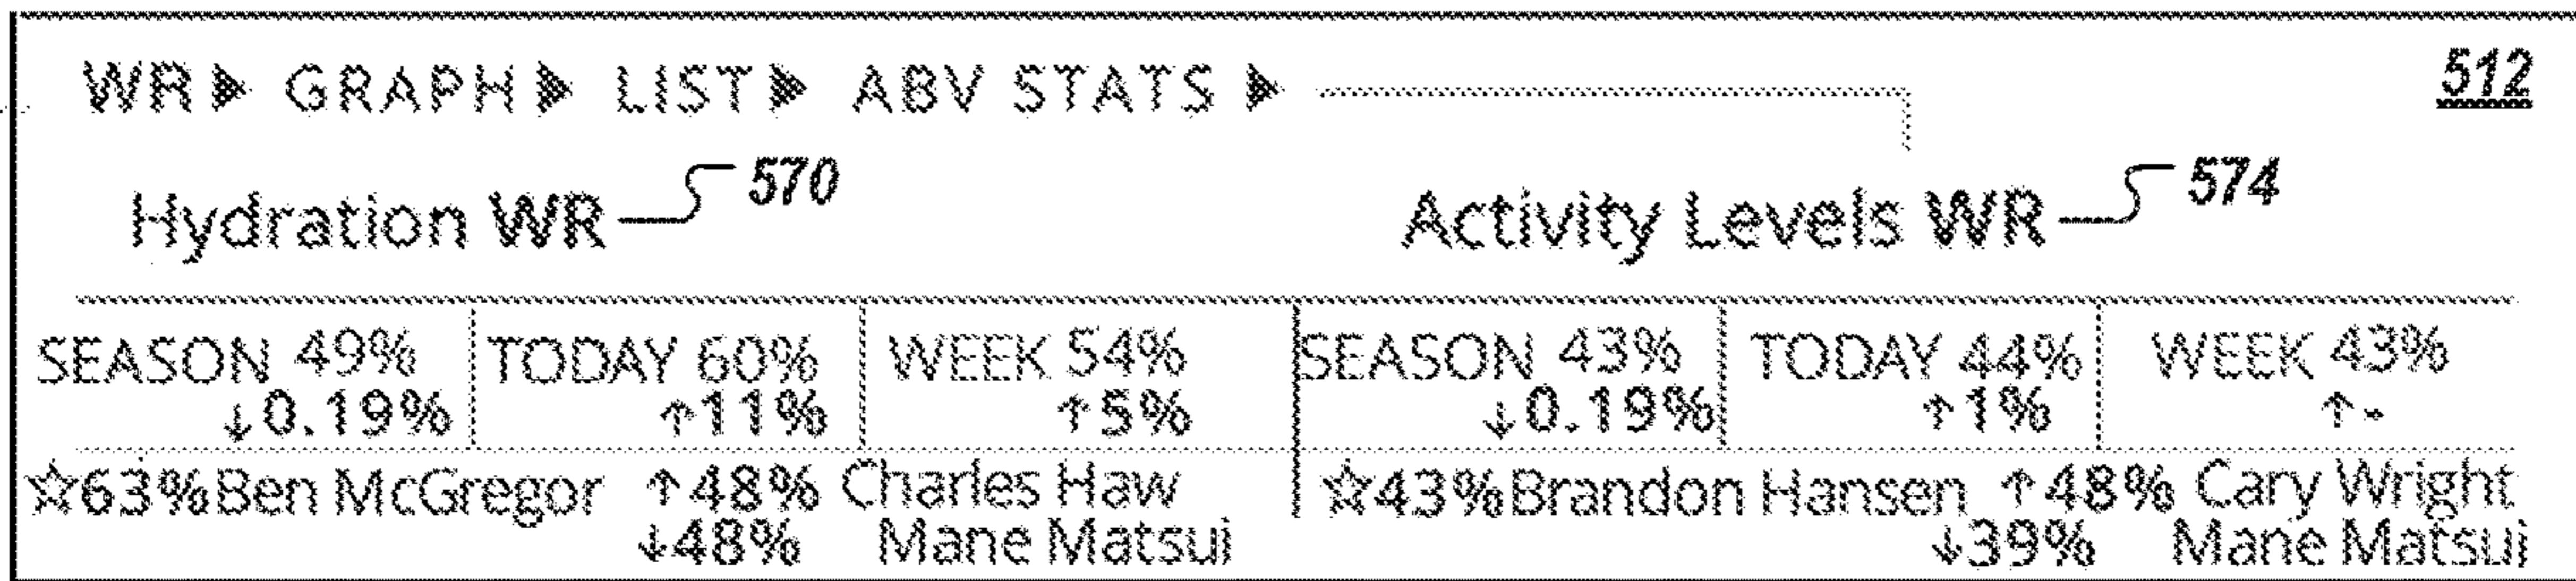 WR▶ GRAPH▶ LIST▶ ABV STATS ▶ 512
Hydration WR 570 Activity Levels WR 574
SEASON 49% TODAY 60% WEEK 54% SEASON 43% TODAY 44% WEEK 43%
↓0.19% ↑11% ↑5% ↓0.19% ↑1% ↑-
☆63% Ben McGregor ↑48% Charles Haw ☆43% Brandon Hansen ↑48% Cary Wright
↓48% Mane Matsui ↓39% Mane Matsui